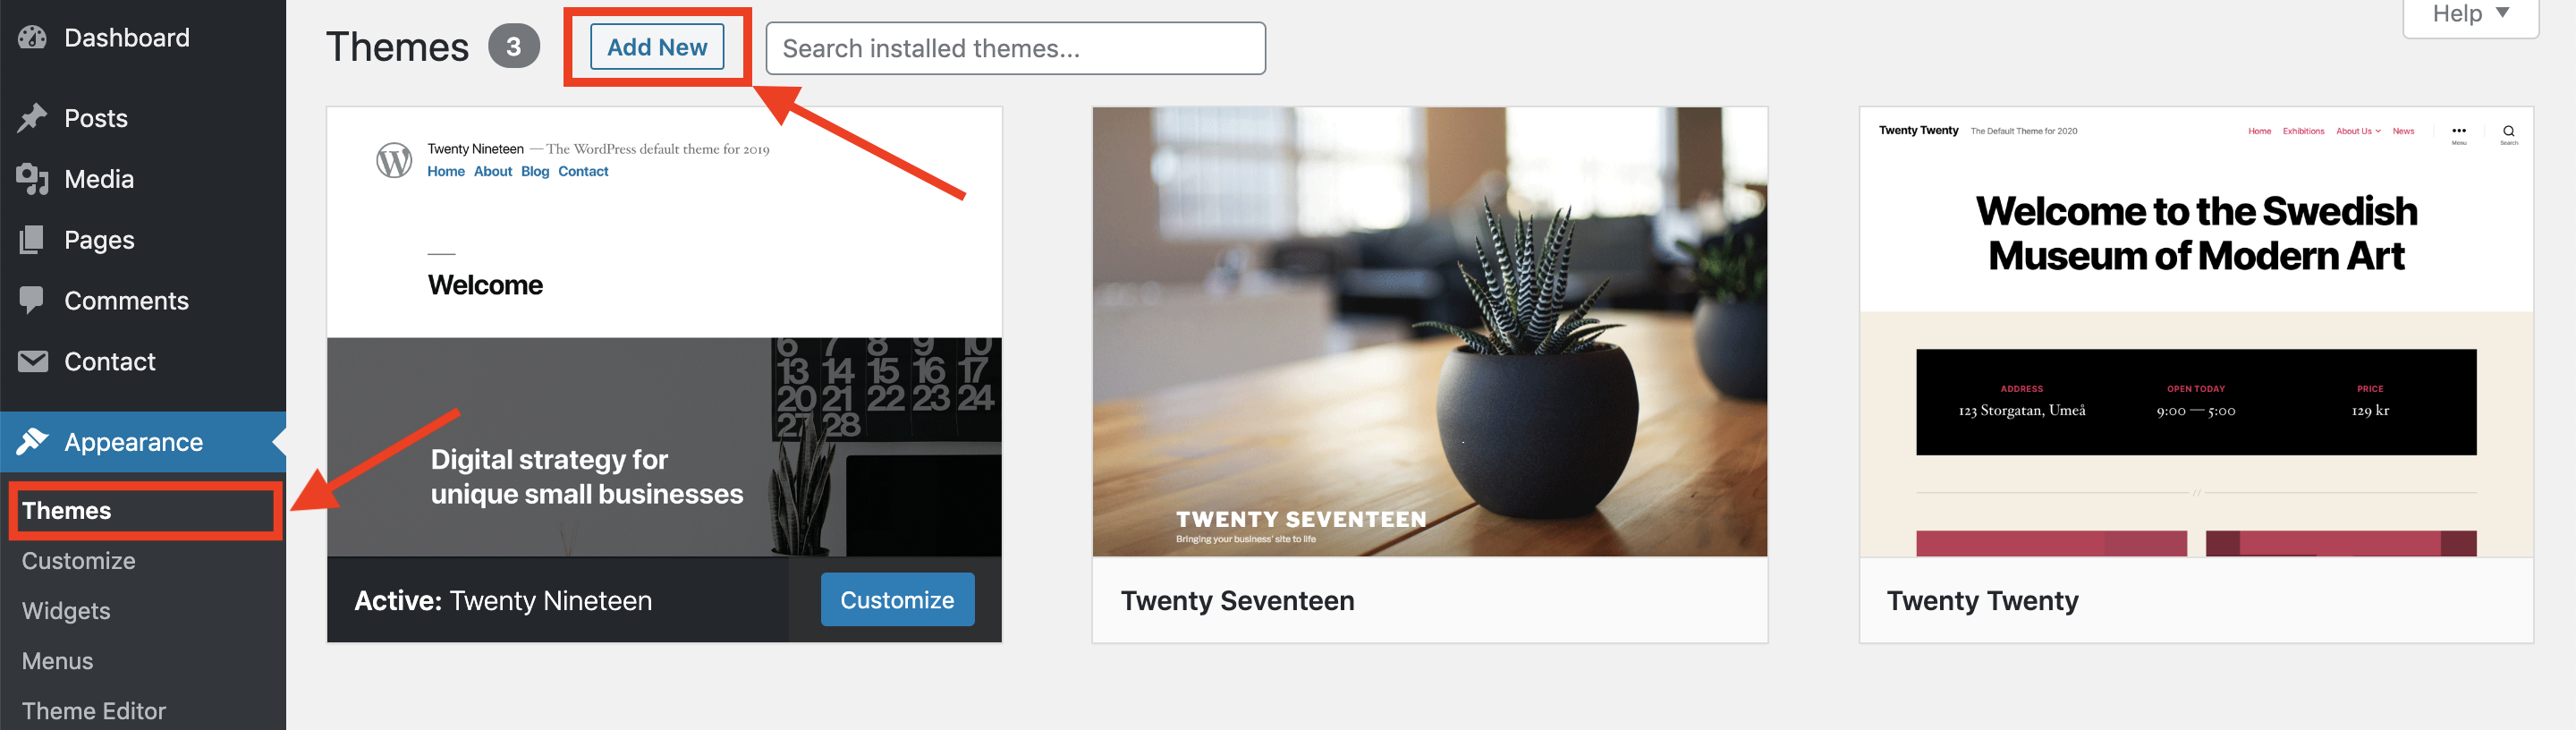 Dashboard
Posts
Media
Pages
Comments
Contact
Appearance
Themes
Customize
Widgets
Menus
Theme Editor
Themes 3 Add New Search installed themes...
Help
Twenty Nineteen — The WordPress default theme for 2019
Home About Blog Contact
Welcome
6 7 8 9 10
13 14 15 16 17
20 21 22 23 24
27 28
Digital strategy for
unique small businesses
Active: Twenty Nineteen Customize
TWENTY SEVENTEEN
Bringing your business' site to life
Twenty Seventeen
Twenty Twenty The Default Theme for 2020 Home Exhibitions About Us News
Menu Search
Welcome to the Swedish
Museum of Modern Art
ADDRESS OPEN TODAY PRICE
123 Storgatan, Umeå 9:00 — 5:00 129 kr
//
Twenty Twenty